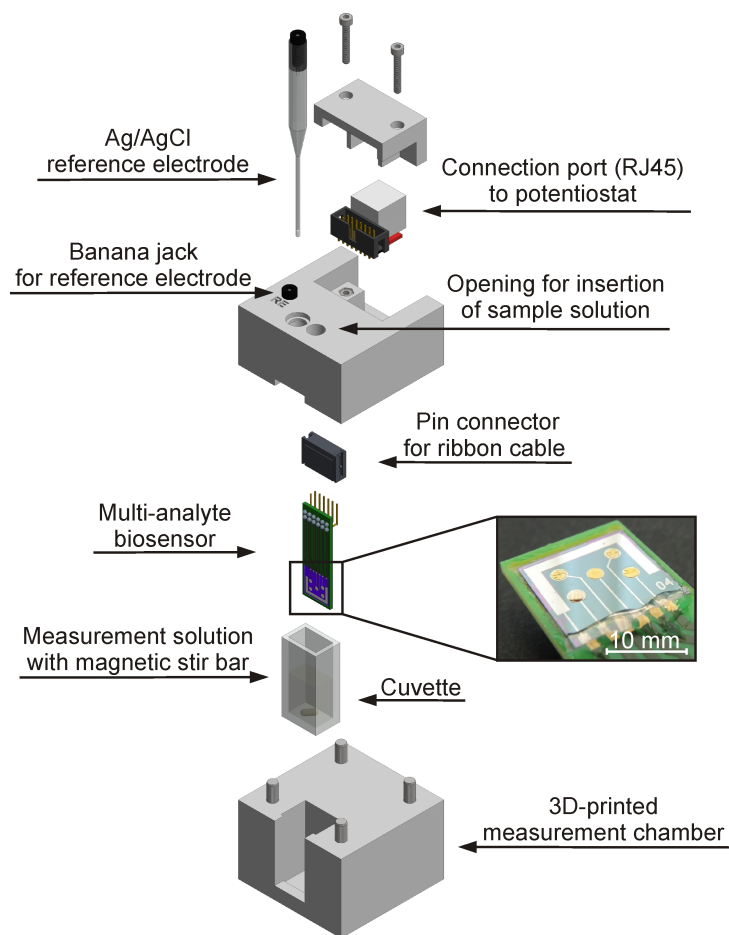 Ag/AgCl
reference electrode
Connection port (RJ45)
to potentiostat
Banana jack
for reference electrode
RE
Opening for insertion
of sample solution
Pin connector
for ribbon cable
Multi-analyte
biosensor
04
10 mm
Measurement solution
with magnetic stir bar
Cuvette
3D-printed
measurement chamber